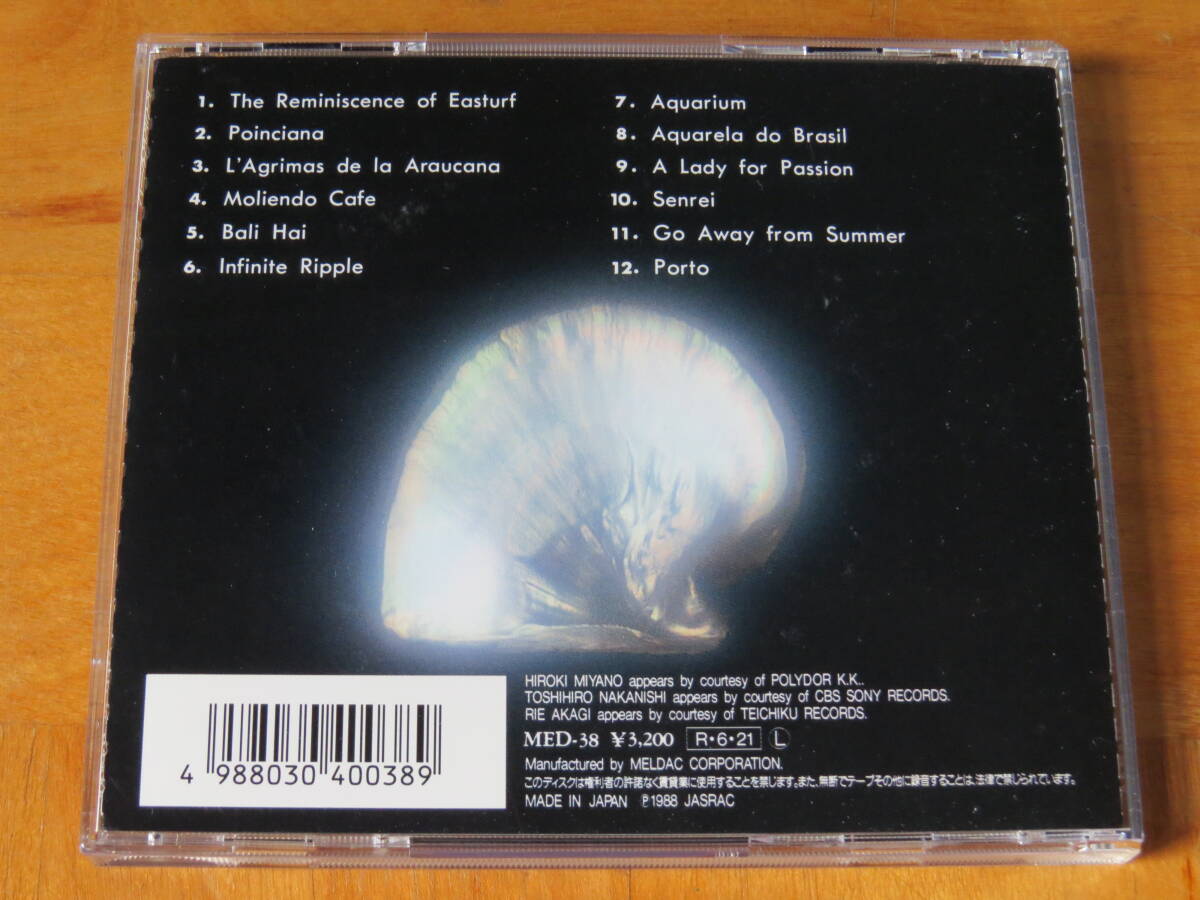 1. The Reminiscence of Easturf
2. Poinciana
3. L'Agrimas de la Araucana
4. Moliendo Cafe
5. Bali Hai
6. Infinite Ripple
7. Aquarium
8. Aquarela do Brasil
9. A Lady for Passion
10. Senrei
11. Go Away from Summer
12. Porto
HIROKI MIYANO appears by courtesy of POLYDOR K.K..
TOSHIHIRO NAKANISHI appears by courtesy of CBS SONY RECORDS.
RIE AKAGI appears by courtesy of TEICHIKU RECORDS.
MED-38 ¥3,200 R・6・21 Ⓛ
Manufactured by MELDAC CORPORATION.
このディスクは権利者の許諾なく賃貸業に使用することを禁じます。また、無断でテープその他に録音することは、法律で禁じられています。
MADE IN JAPAN ℗1988 JASRAC
4 988030 400389